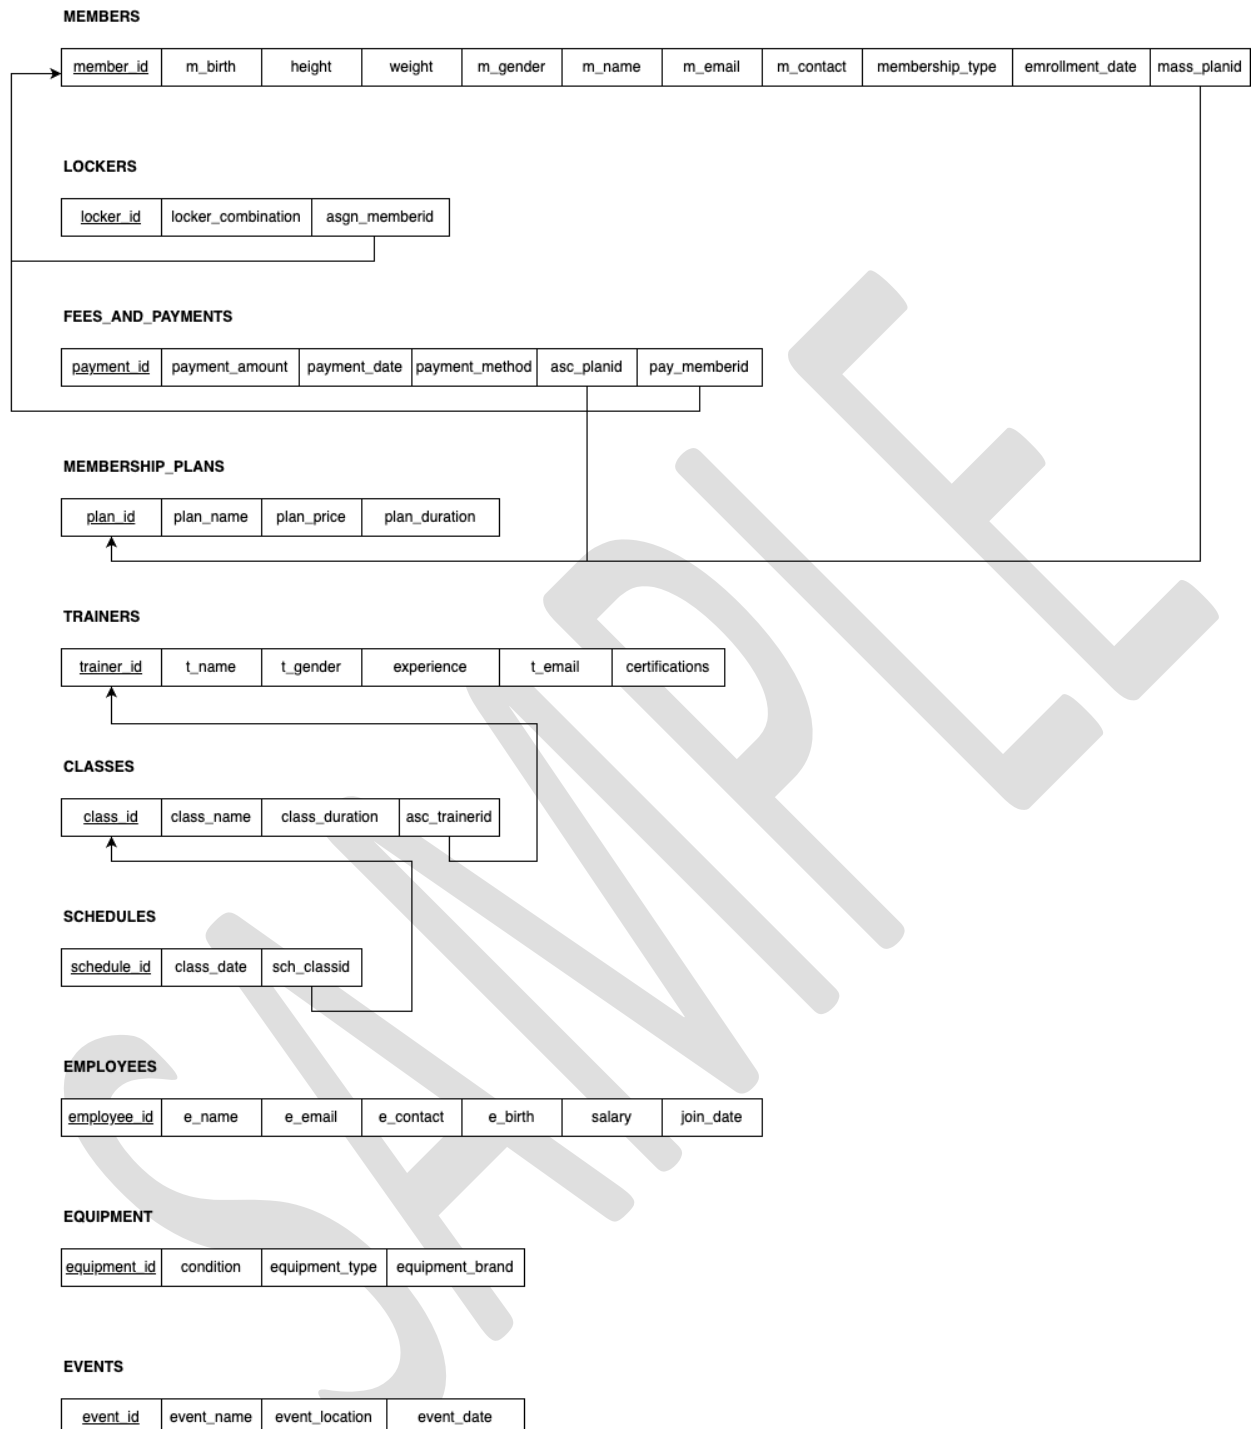 MEMBERS
member_id m_birth height weight m_gender m_name m_email m_contact membership_type emrollment_date mass_planid
LOCKERS
locker_id locker_combination asgn_memberid
FEES_AND_PAYMENTS
payment_id payment_amount payment_date payment_method asc_planid pay_memberid
MEMBERSHIP_PLANS
plan_id plan_name plan_price plan_duration
TRAINERS
trainer_id t_name t_gender experience t_email certifications
CLASSES
class_id class_name class_duration asc_trainerid
SCHEDULES
schedule_id class_date sch_classid
EMPLOYEES
employee_id e_name e_email e_contact e_birth salary join_date
EQUIPMENT
equipment_id condition equipment_type equipment_brand
EVENTS
event_id event_name event_location event_date
SAMPLE